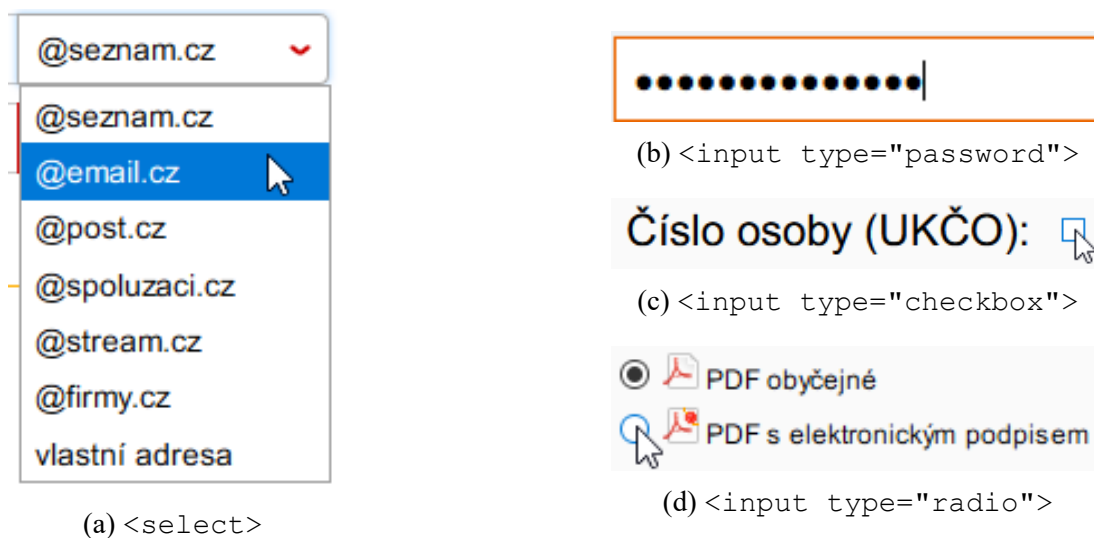 @seznam.cz
@seznam.cz
@email.cz
@post.cz
@spoluzaci.cz
@stream.cz
@firmy.cz
vlastní adresa
(a) <select>
••••••••••••••
(b) <input type="password">
Číslo osoby (UKČO):
(c) <input type="checkbox">
PDF obyčejné
PDF s elektronickým podpisem
(d) <input type="radio">